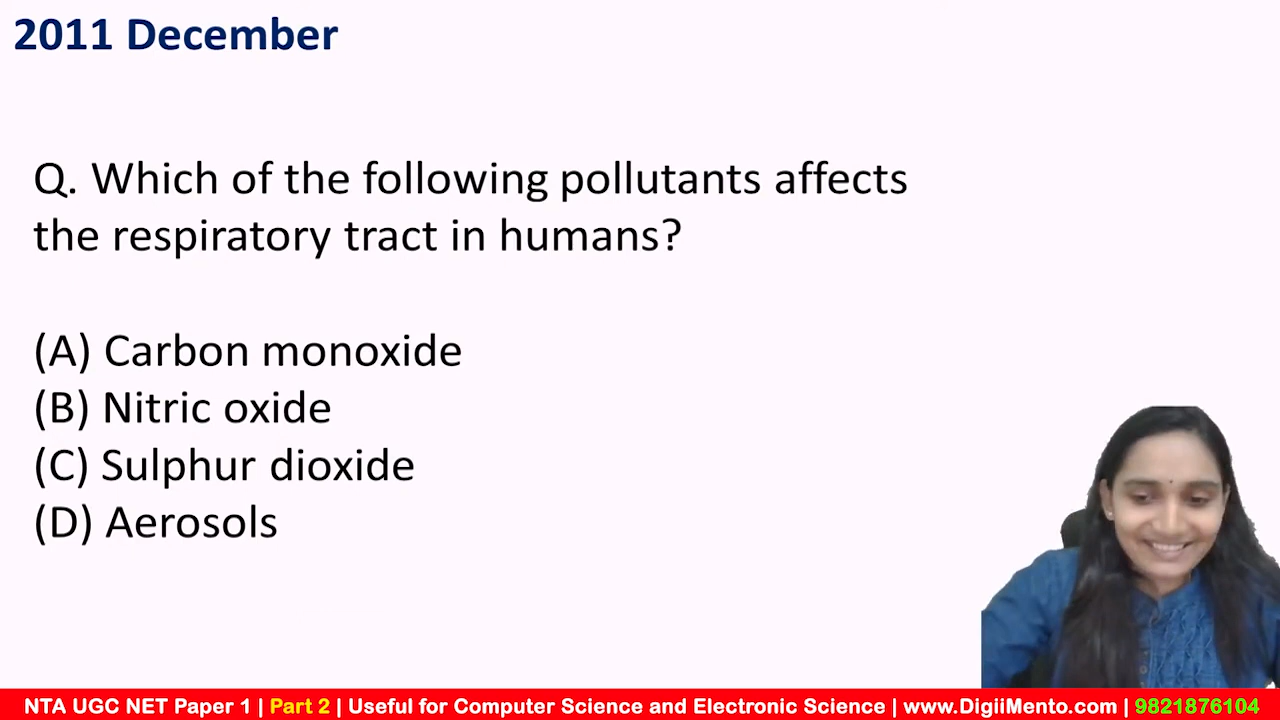 2011 December
Q. Which of the following pollutants affects
the respiratory tract in humans?
(A) Carbon monoxide
(B) Nitric oxide
(C) Sulphur dioxide
(D) Aerosols
NTA UGC NET Paper 1 | Part 2 | Useful for Computer Science and Electronic Science | www.DigiiMento.com | 9821876104